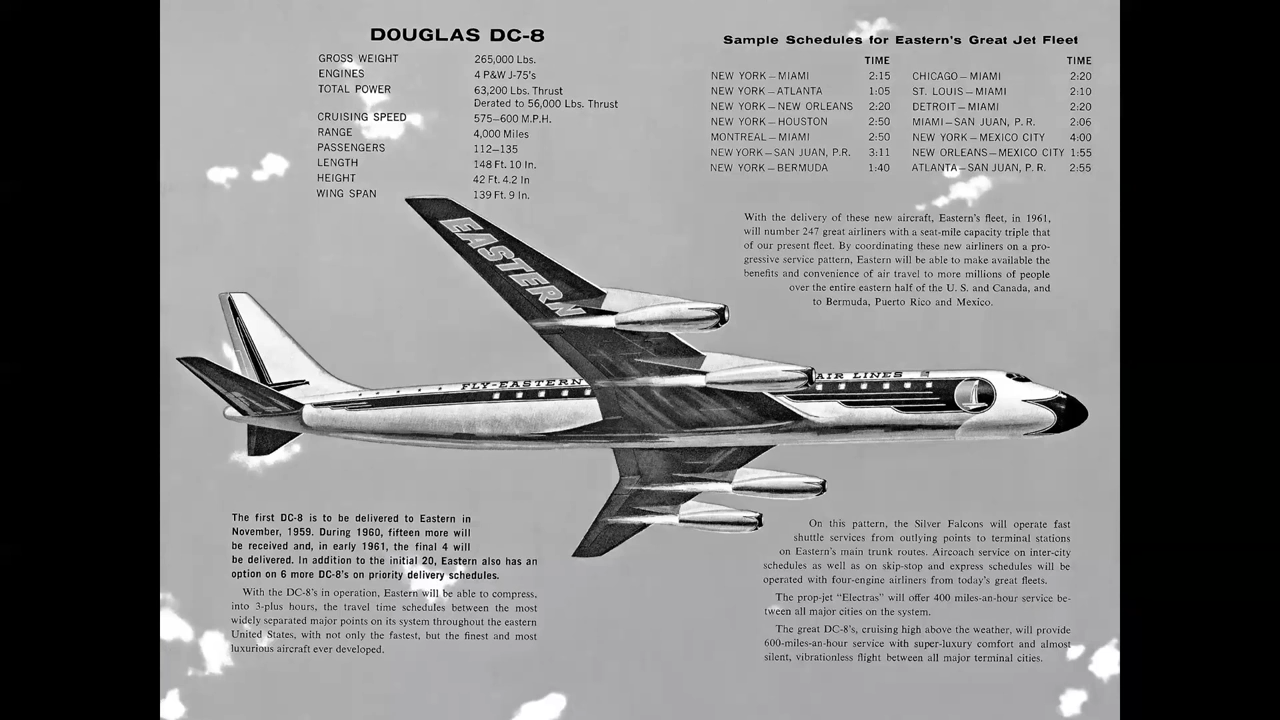 DOUGLAS DC-8
GROSS WEIGHT 265,000 Lbs.
ENGINES 4 P&W J-75's
TOTAL POWER 63,200 Lbs. Thrust
Derated to 56,000 Lbs. Thrust
CRUISING SPEED 575–600 M.P.H.
RANGE 4,000 Miles
PASSENGERS 112–135
LENGTH 148 Ft. 10 In.
HEIGHT 42 Ft. 4.2 In
WING SPAN 139 Ft. 9 In.
Sample Schedules for Eastern's Great Jet Fleet
TIME TIME
NEW YORK – MIAMI 2:15 CHICAGO – MIAMI 2:20
NEW YORK – ATLANTA 1:05 ST. LOUIS – MIAMI 2:10
NEW YORK – NEW ORLEANS 2:20 DETROIT – MIAMI 2:20
NEW YORK – HOUSTON 2:50 MIAMI – SAN JUAN, P. R. 2:06
MONTREAL – MIAMI 2:50 NEW YORK – MEXICO CITY 4:00
NEW YORK – SAN JUAN, P.R. 3:11 NEW ORLEANS – MEXICO CITY 1:55
NEW YORK – BERMUDA 1:40 ATLANTA – SAN JUAN, P. R. 2:55
With the delivery of these new aircraft, Eastern's fleet, in 1961,
will number 247 great airliners with a seat-mile capacity triple that
of our present fleet. By coordinating these new airliners on a pro-
gressive service pattern, Eastern will be able to make available the
benefits and convenience of air travel to more millions of people
over the entire eastern half of the U. S. and Canada, and
to Bermuda, Puerto Rico and Mexico.
EASTERN
FLY-EASTERN AIR LINES
The first DC-8 is to be delivered to Eastern in
November, 1959. During 1960, fifteen more will
be received and, in early 1961, the final 4 will
be delivered. In addition to the initial 20, Eastern also has an
option on 6 more DC-8's on priority delivery schedules.
With the DC-8's in operation, Eastern will be able to compress,
into 3-plus hours, the travel time schedules between the most
widely separated major points on its system throughout the eastern
United States, with not only the fastest, but the finest and most
luxurious aircraft ever developed.
On this pattern, the Silver Falcons will operate fast
shuttle services from outlying points to terminal stations
on Eastern's main trunk routes. Aircoach service on inter-city
schedules as well as on skip-stop and express schedules will be
operated with four-engine airliners from today's great fleets.
The prop-jet "Electras" will offer 400 miles-an-hour service be-
tween all major cities on the system.
The great DC-8's, cruising high above the weather, will provide
600-miles-an-hour service with super-luxury comfort and almost
silent, vibrationless flight between all major terminal cities.